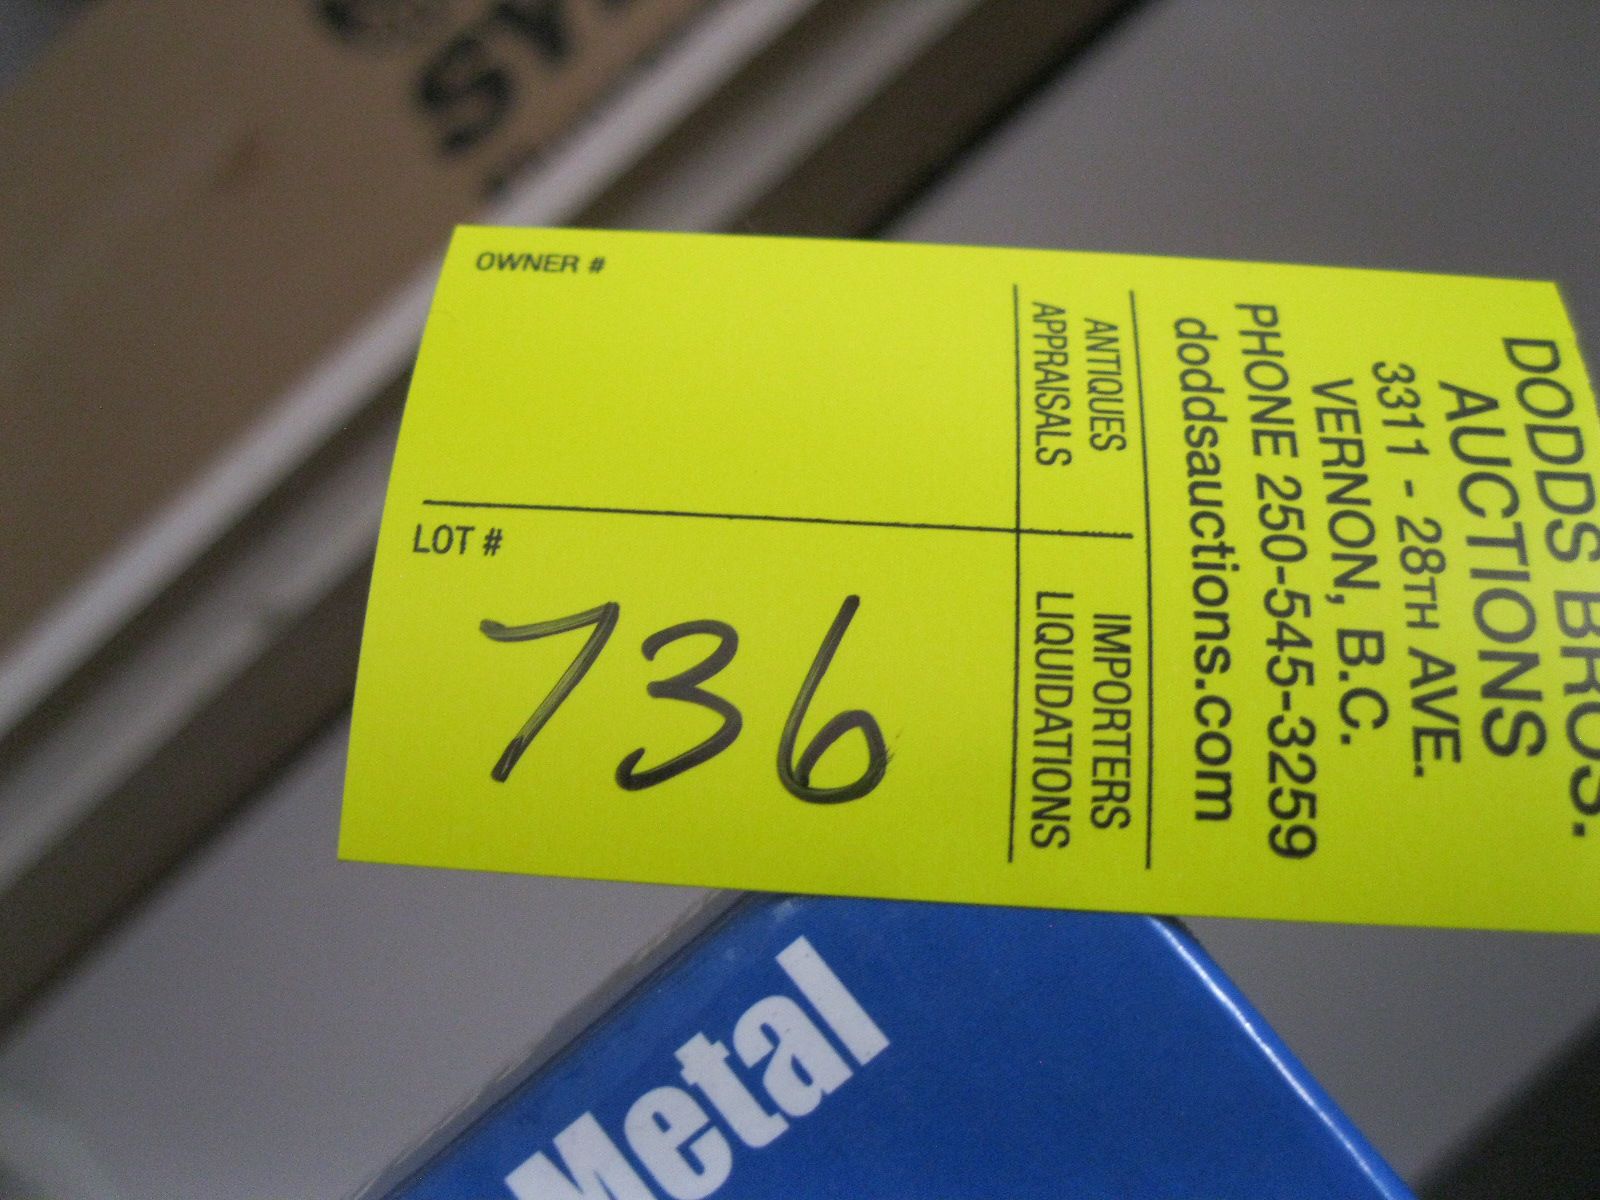 OWNER #
LOT #
736
DODDS BROS.
AUCTIONS
3311 - 28TH AVE.
VERNON, B.C.
PHONE 250-545-3259
doddsauctions.com
ANTIQUES
APPRAISALS
IMPORTERS
LIQUIDATIONS
Metal